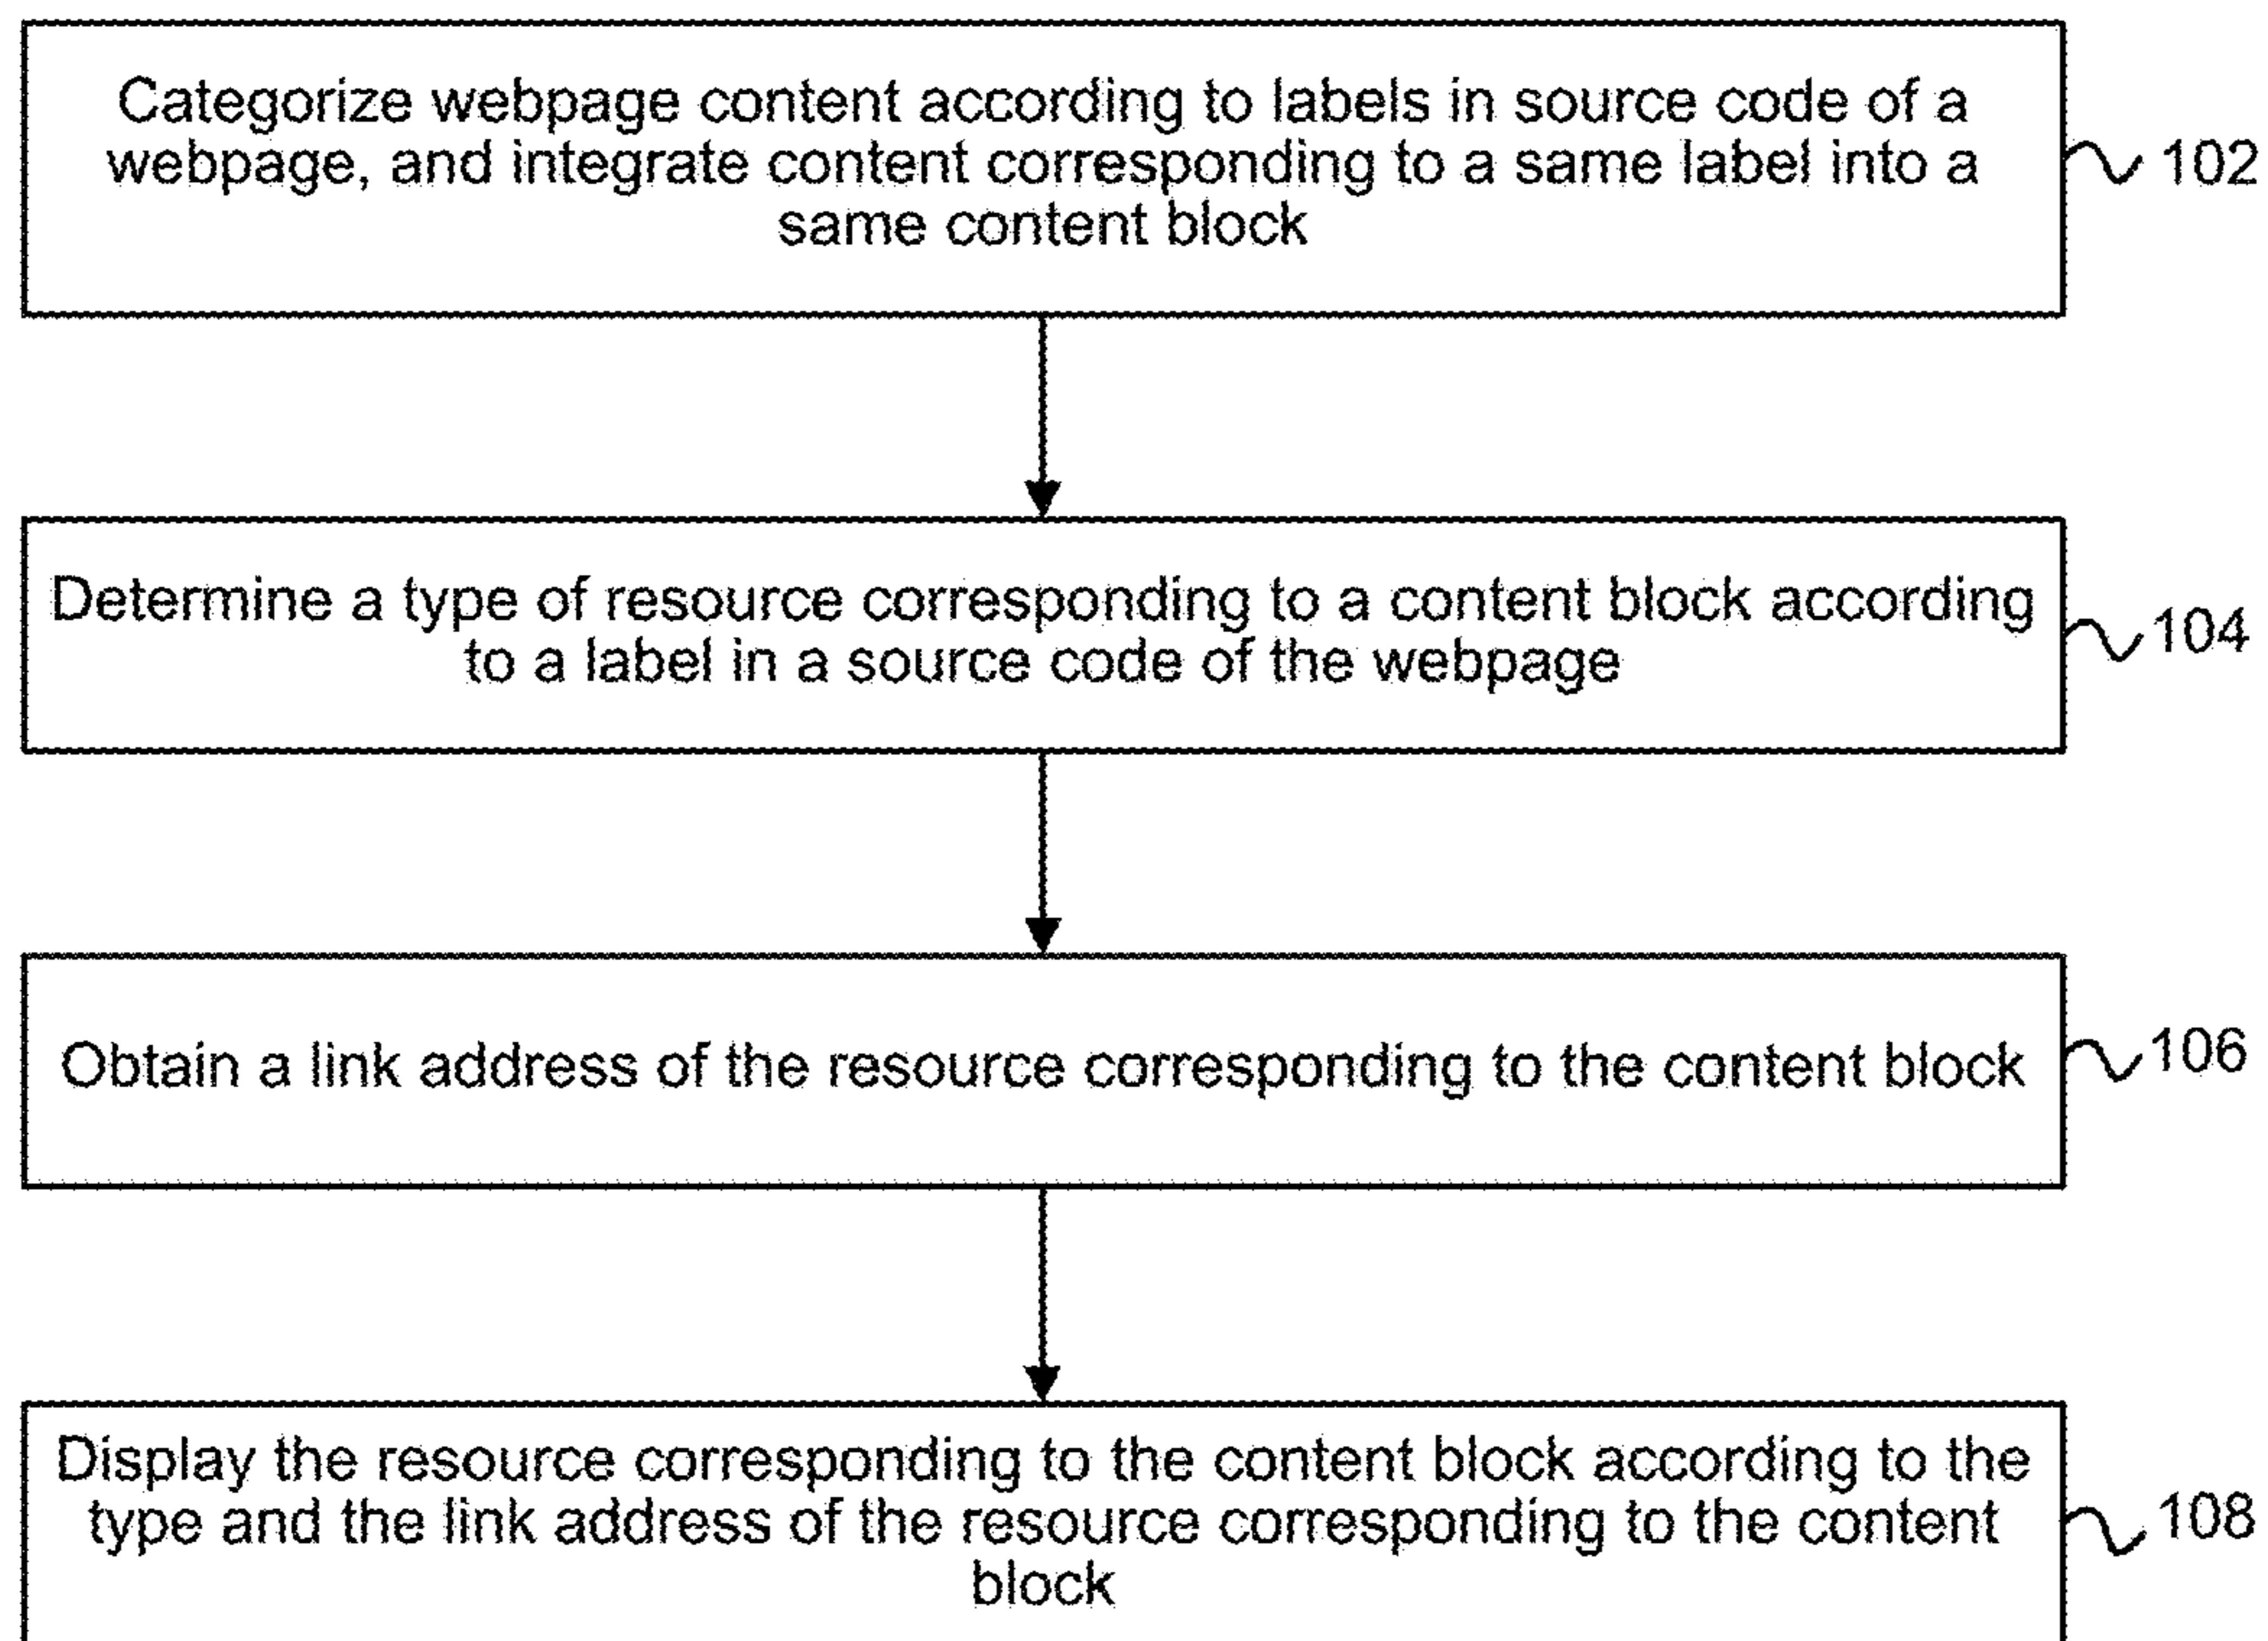 Categorize webpage content according to labels in source code of a
webpage, and integrate content corresponding to a same label into a
same content block
102
Determine a type of resource corresponding to a content block according
to a label in a source code of the webpage
104
Obtain a link address of the resource corresponding to the content block
106
Display the resource corresponding to the content block according to the
type and the link address of the resource corresponding to the content
block
108